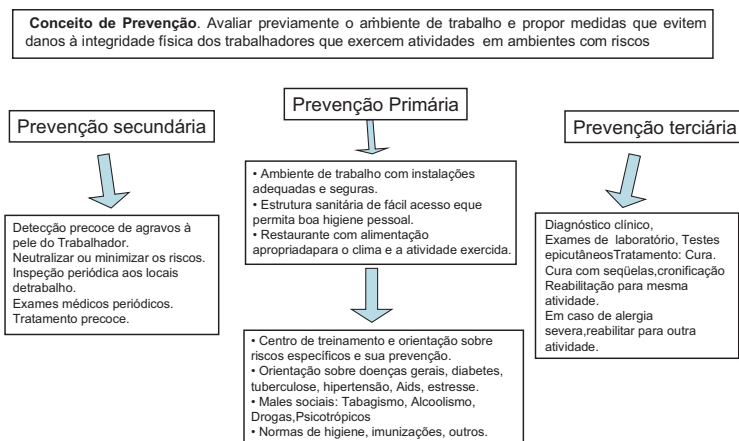 Conceito de Prevenção. Avaliar previamente o ambiente de trabalho e propor medidas que evitem
danos à integridade física dos trabalhadores que exercem atividades em ambientes com riscos
Prevenção Primária
Prevenção secundária
Prevenção terciária
• Ambiente de trabalho com instalações
adequadas e seguras.
• Estrutura sanitária de fácil acesso eque
permita boa higiene pessoal.
• Restaurante com alimentação
apropriadapara o clima e a atividade exercida.
Detecção precoce de agravos à
pele do Trabalhador.
Neutralizar ou minimizar os riscos.
Inspeção periódica aos locais
detrabalho.
Exames médicos periódicos.
Tratamento precoce.
Diagnóstico clínico,
Exames de laboratório, Testes
epicutâneosTratamento: Cura.
Cura com seqüelas,cronificação
Reabilitação para mesma
atividade.
Em caso de alergia
severa,reabilitar para outra
atividade.
• Centro de treinamento e orientação sobre
riscos específicos e sua prevenção.
• Orientação sobre doenças gerais, diabetes,
tuberculose, hipertensão, Aids, estresse.
• Males sociais: Tabagismo, Alcoolismo,
Drogas,Psicotrópicos
• Normas de higiene, imunizações, outros.